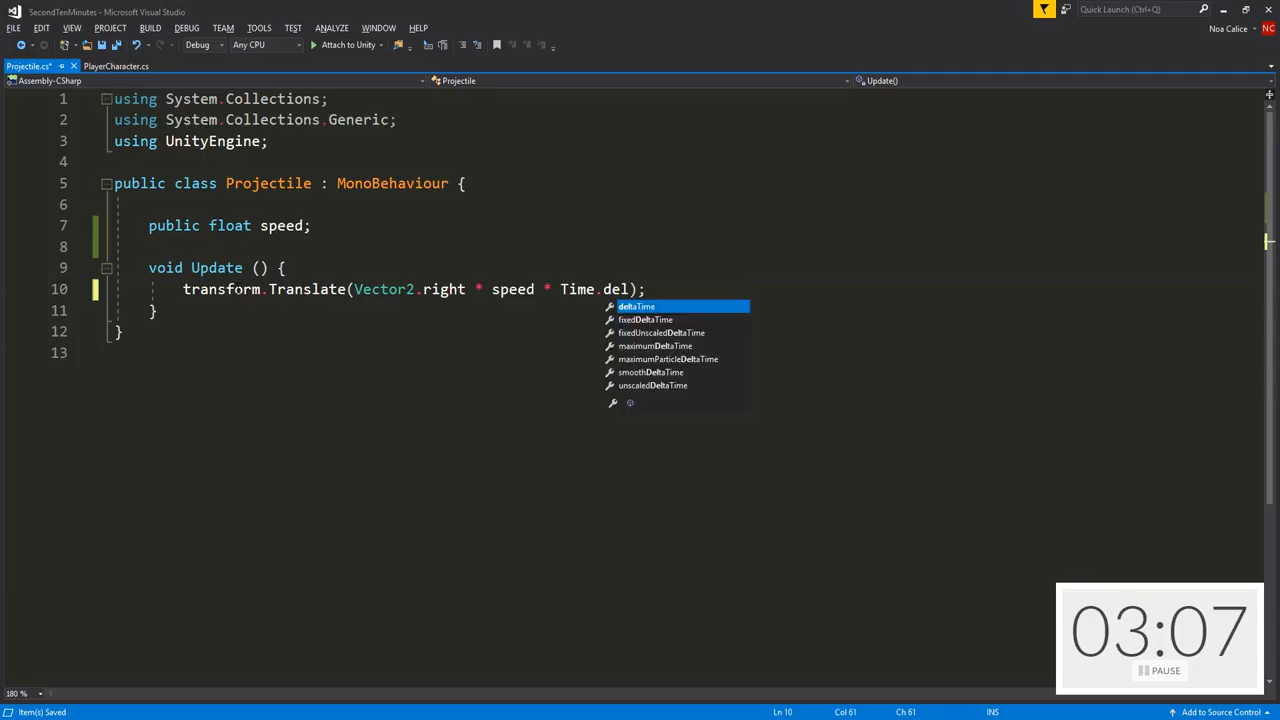 SecondTenMinutes - Microsoft Visual Studio
Quick Launch (Ctrl+Q)
FILE EDIT VIEW PROJECT BUILD DEBUG TEAM TOOLS TEST ANALYZE WINDOW HELP
Noa Calice NC
Debug Any CPU Attach to Unity
Projectile.cs* PlayerCharacter.cs
Assembly-CSharp Projectile Update()
1 using System.Collections;
2 using System.Collections.Generic;
3 using UnityEngine;
4
5 public class Projectile : MonoBehaviour {
6
7 public float speed;
8
9 void Update () {
10 transform.Translate(Vector2.right * speed * Time.del);
deltaTime
11 }
fixedDeltaTime
12 }
fixedUnscaledDeltaTime
maximumDeltaTime
13
maximumParticleDeltaTime
smoothDeltaTime
unscaledDeltaTime
03:07
PAUSE
180 %
Item(s) Saved Ln 10 Col 61 Ch 61 INS Add to Source Control